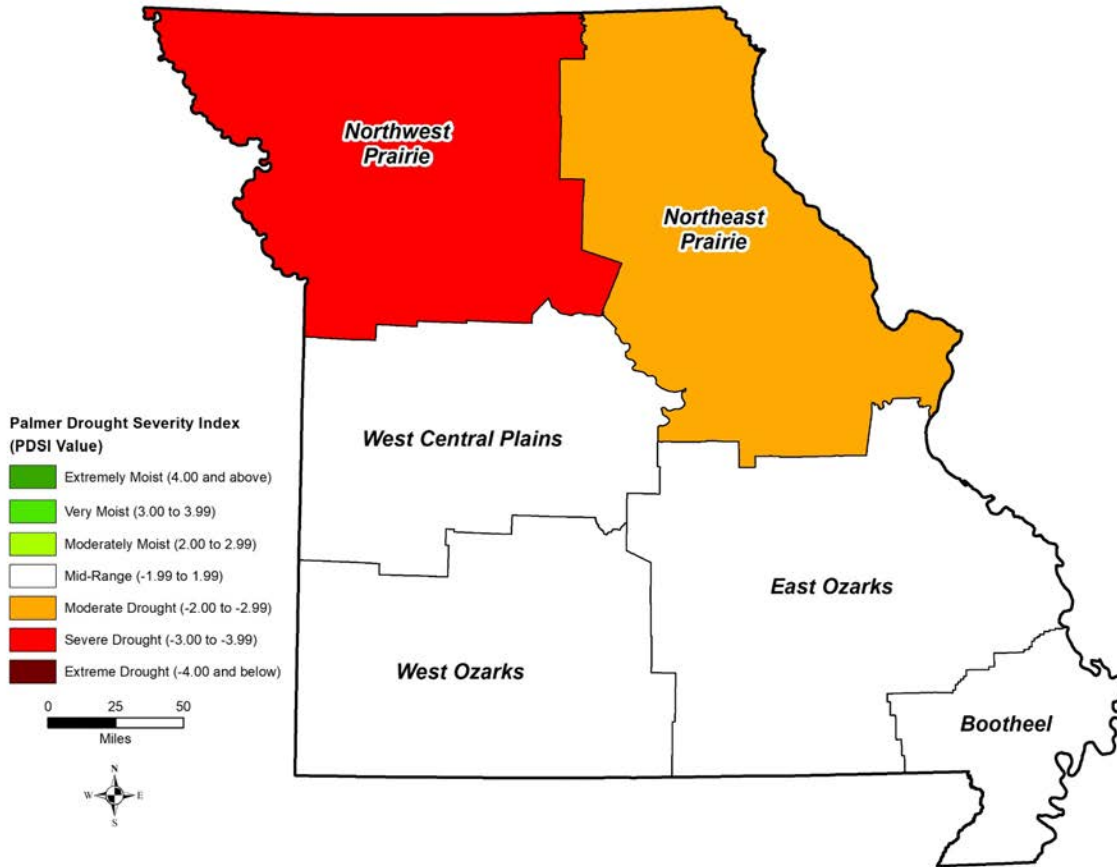 Northwest
Prairie
Northeast
Prairie
West Central Plains
East Ozarks
West Ozarks
Bootheel
Palmer Drought Severity Index
(PDSI Value)
Extremely Moist (4.00 and above)
Very Moist (3.00 to 3.99)
Moderately Moist (2.00 to 2.99)
Mid-Range (-1.99 to 1.99)
Moderate Drought (-2.00 to -2.99)
Severe Drought (-3.00 to -3.99)
Extreme Drought (-4.00 and below)
0 25 50
Miles
N
W E
S